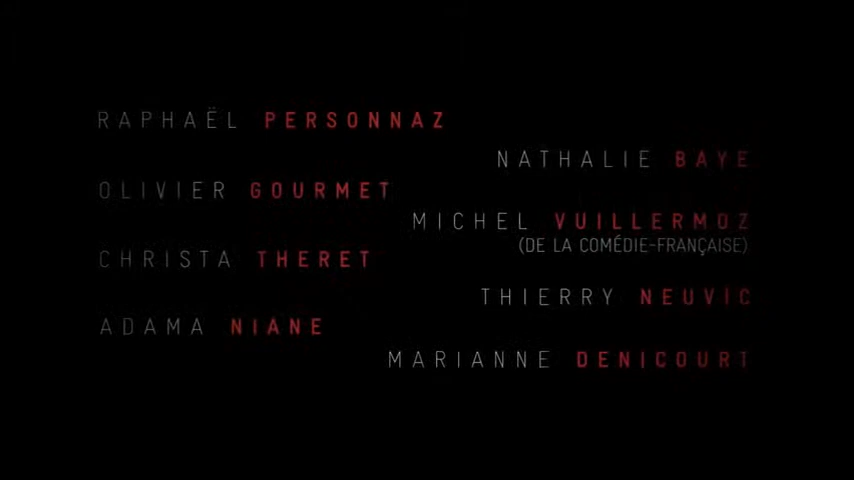 RAPHAËL PERSONNAZ
NATHALIE BAYE
OLIVIER GOURMET
MICHEL VUILLERMOZ
(DE LA COMÉDIE-FRANÇAISE)
CHRISTA THERET
THIERRY NEUVIC
ADAMA NIANE
MARIANNE DENICOURT